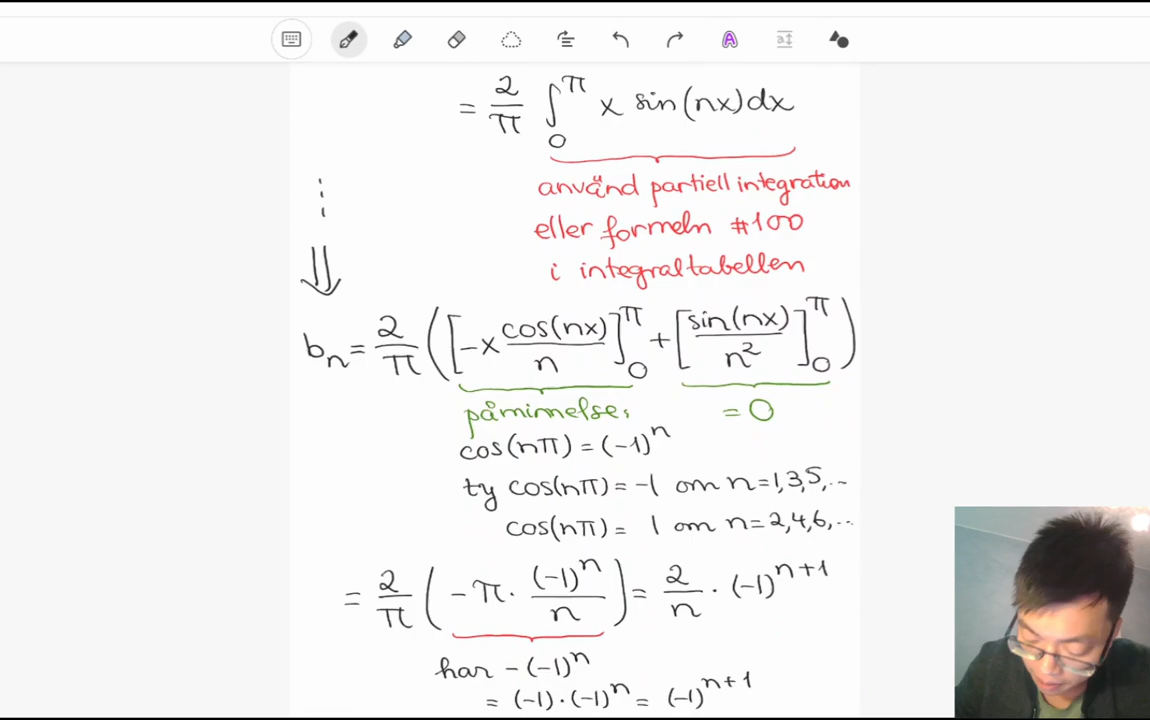 = 2/π ∫₀^π x sin(nx)dx
använd partiell integration
eller formeln #100
i integraltabellen
bₙ = 2/π ([-x cos(nx)/n]₀^π + [sin(nx)/n²]₀^π)
påminnelse: = 0
cos(nπ) = (-1)ⁿ
ty cos(nπ) = -1 om n=1,3,5,...
cos(nπ) = 1 om n=2,4,6,...
= 2/π (-π · (-1)ⁿ/n) = 2/n · (-1)ⁿ⁺¹
har -(-1)ⁿ
= (-1)·(-1)ⁿ = (-1)ⁿ⁺¹